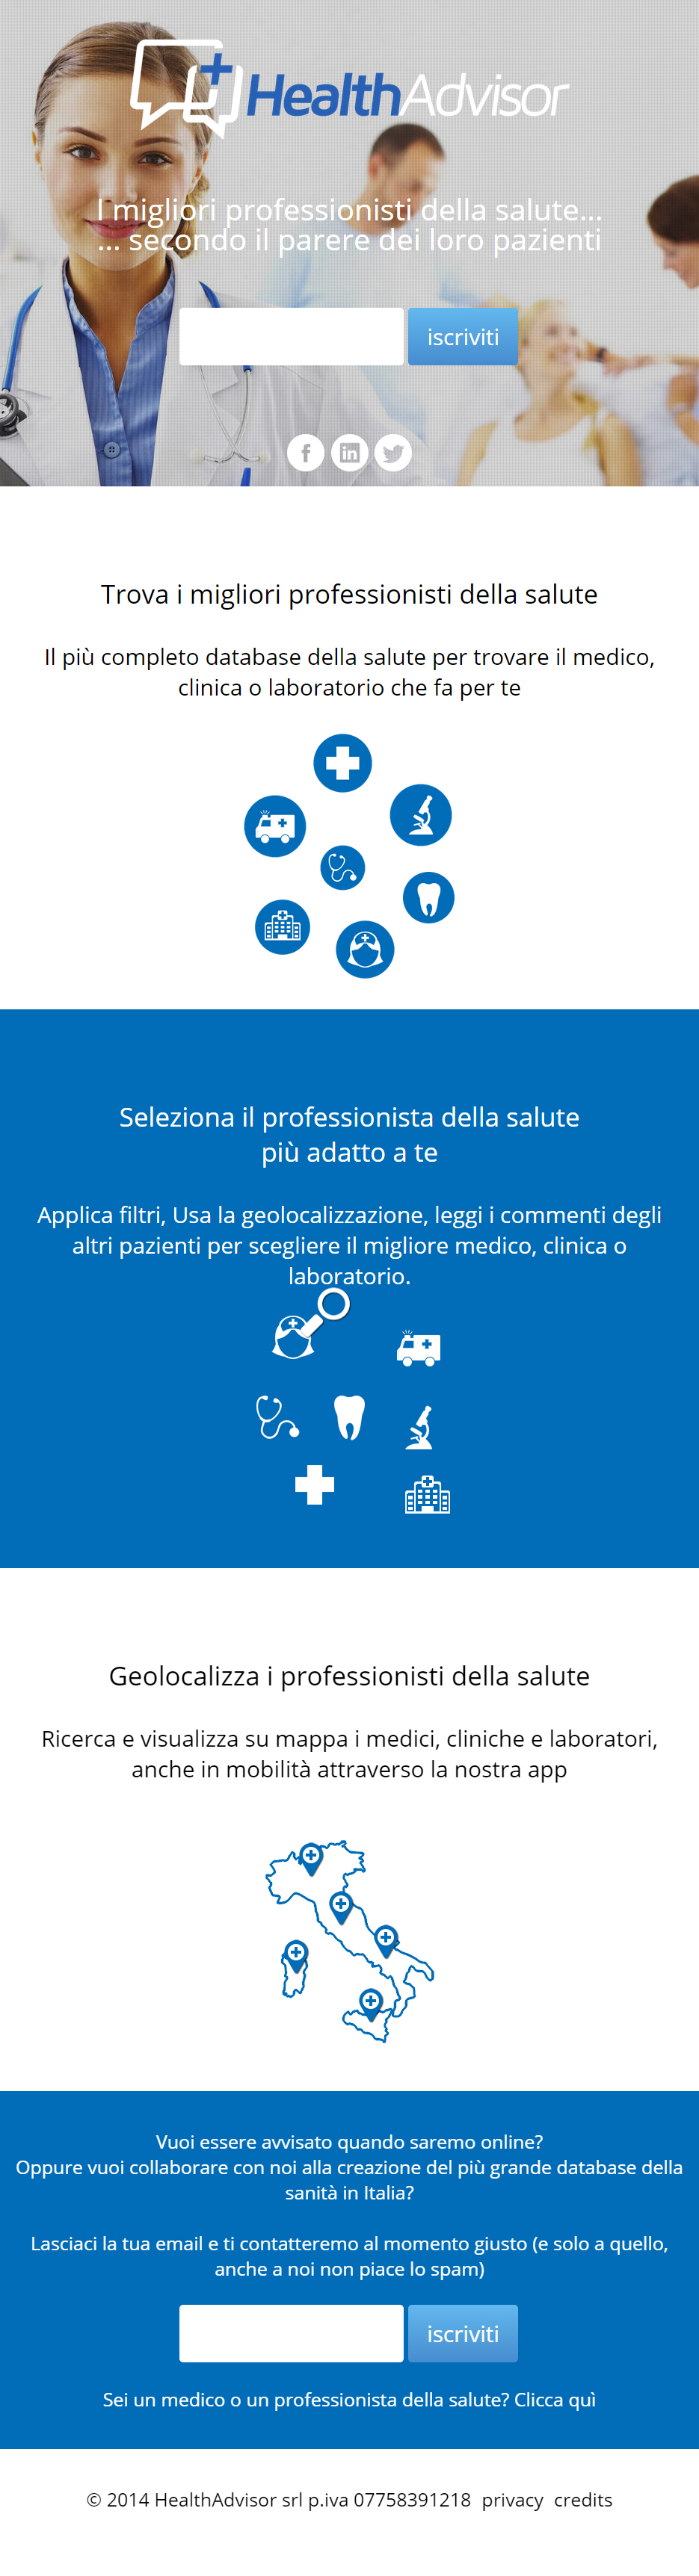 HealthAdvisor
I migliori professionisti della salute...
... secondo il parere dei loro pazienti
iscriviti
Trova i migliori professionisti della salute
Il più completo database della salute per trovare il medico,
clinica o laboratorio che fa per te
Seleziona il professionista della salute
più adatto a te
Applica filtri, Usa la geolocalizzazione, leggi i commenti degli
altri pazienti per scegliere il migliore medico, clinica o
laboratorio.
Geolocalizza i professionisti della salute
Ricerca e visualizza su mappa i medici, cliniche e laboratori,
anche in mobilità attraverso la nostra app
Vuoi essere avvisato quando saremo online?
Oppure vuoi collaborare con noi alla creazione del più grande database della
sanità in Italia?
Lasciaci la tua email e ti contatteremo al momento giusto (e solo a quello,
anche a noi non piace lo spam)
iscriviti
Sei un medico o un professionista della salute? Clicca quì
© 2014 HealthAdvisor srl p.iva 07758391218 privacy credits